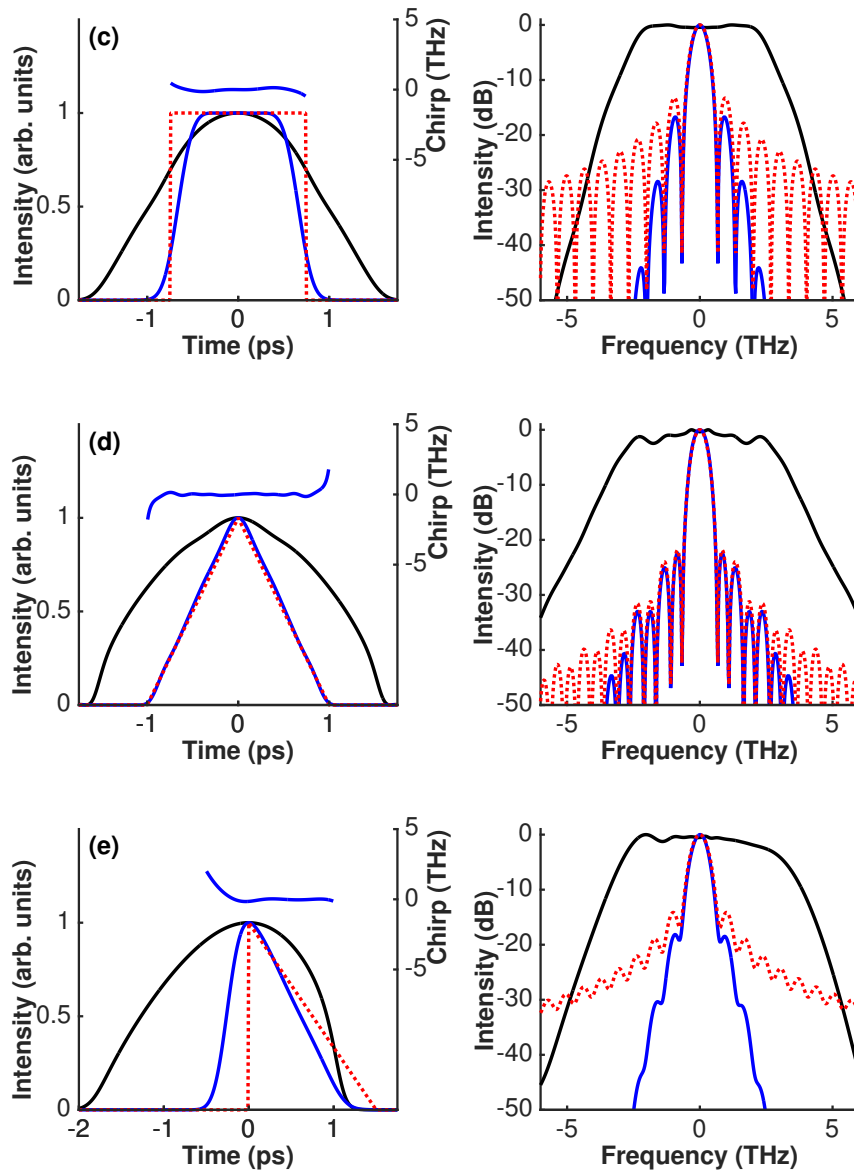 (c)
Intensity (arb. units)
1
0.5
0
-1 0 1
Time (ps)
5
0
-5
Chirp (THz)
Intensity (dB)
0
-10
-20
-30
-40
-50
-5 0 5
Frequency (THz)
(d)
Intensity (arb. units)
1
0.5
0
-1 0 1
Time (ps)
5
0
-5
Chirp (THz)
Intensity (dB)
0
-10
-20
-30
-40
-50
-5 0 5
Frequency (THz)
(e)
Intensity (arb. units)
1
0.5
0
-2 -1 0 1
Time (ps)
5
0
-5
Chirp (THz)
Intensity (dB)
0
-10
-20
-30
-40
-50
-5 0 5
Frequency (THz)